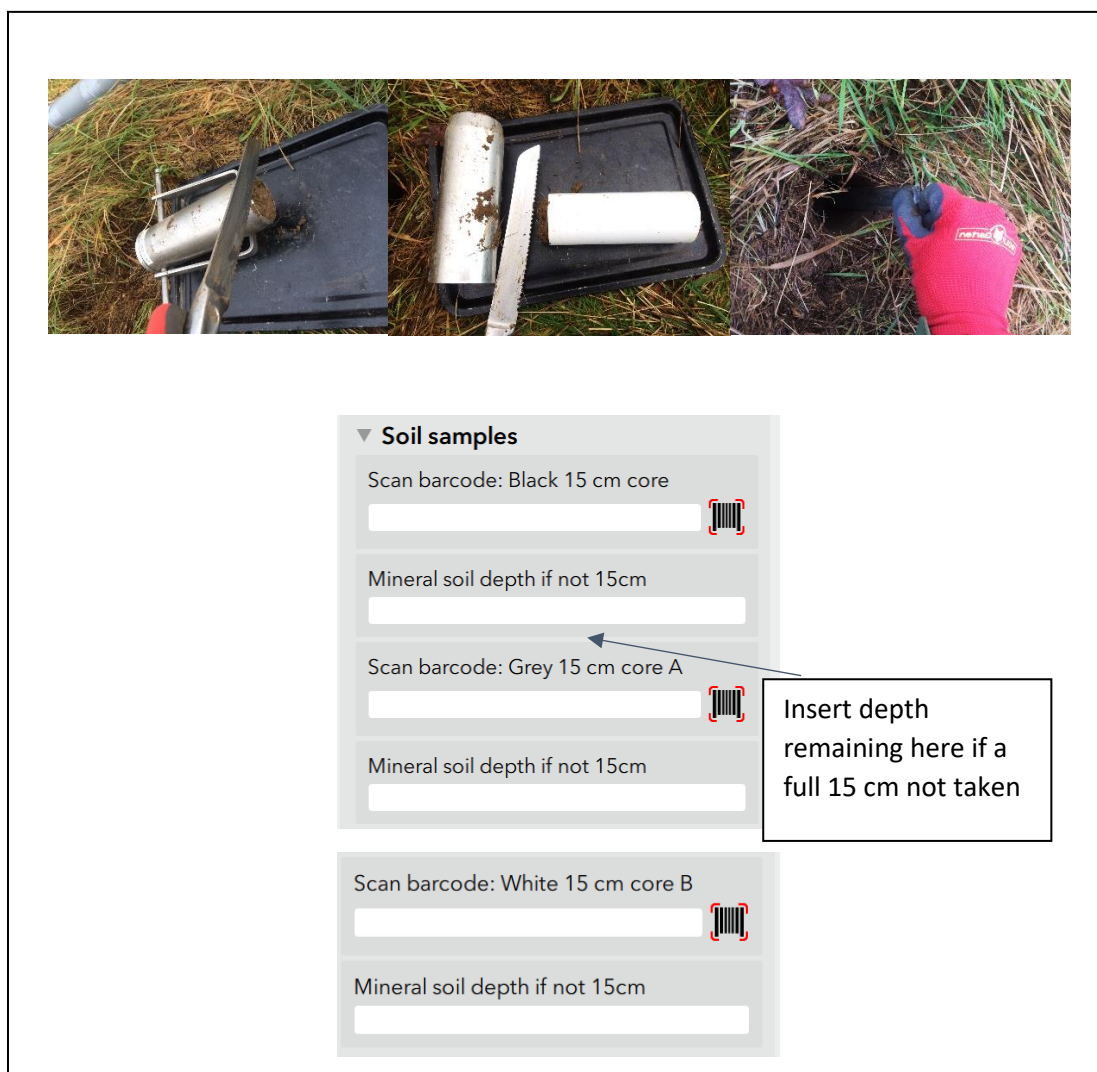 Soil samples
Scan barcode: Black 15 cm core
Mineral soil depth if not 15cm
Scan barcode: Grey 15 cm core A
Mineral soil depth if not 15cm
Insert depth
remaining here if a
full 15 cm not taken
Scan barcode: White 15 cm core B
Mineral soil depth if not 15cm